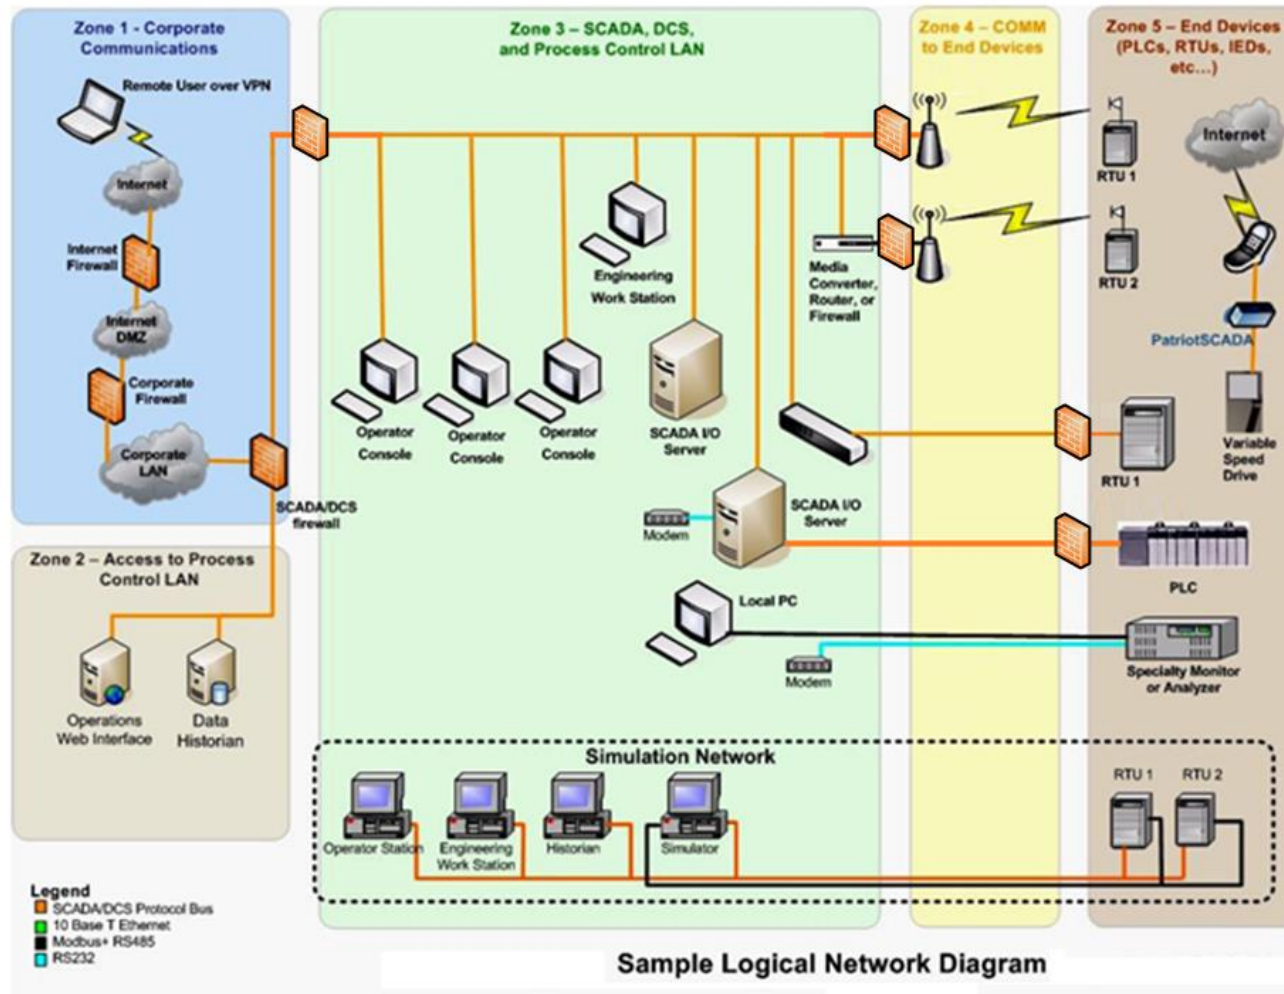 Zone 1 - Corporate
Communications
Remote User over VPN
Internet
Internet
Firewall
Internet
DMZ
Corporate
Firewall
Corporate
LAN
SCADA/DCS
firewall
Zone 2 – Access to Process
Control LAN
Operations
Web Interface
Data
Historian
Zone 3 – SCADA, DCS,
and Process Control LAN
Engineering
Work Station
Media
Converter,
Router, or
Firewall
Operator
Console
Operator
Console
Operator
Console
SCADA I/O
Server
SCADA I/O
Server
Modem
Local PC
Modem
Zone 4 – COMM
to End Devices
Zone 5 - End Devices
(PLCs, RTUs, IEDs,
etc...)
RTU 1
Internet
RTU 2
PatriotSCADA
Variable
Speed
Drive
RTU 1
PLC
Specialty Monitor
or Analyzer
Simulation Network
Operator Station
Engineering
Work Station
Historian
Simulator
RTU 1
RTU 2
Legend
SCADA/DCS Protocol Bus
10 Base T Ethernet
Modbus+ RS485
RS232
Sample Logical Network Diagram